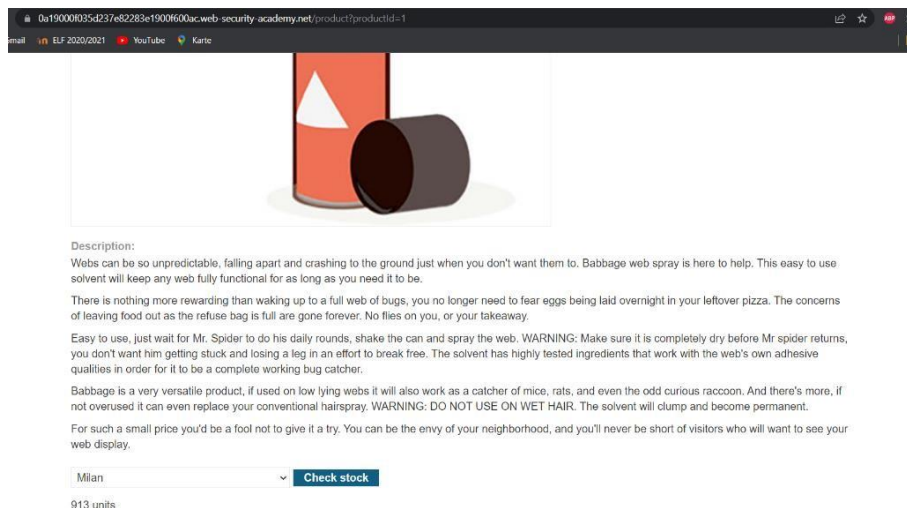 0a19000f035d237e82283e1900f600ac.web-security-academy.net/product?productId=1
ELF 2020/2021 YouTube Karte
Description:
Webs can be so unpredictable, falling apart and crashing to the ground just when you don't want them to. Babbage web spray is here to help. This easy to use
solvent will keep any web fully functional for as long as you need it to be.
There is nothing more rewarding than waking up to a full web of bugs, you no longer need to fear eggs being laid overnight in your leftover pizza. The concerns
of leaving food out as the refuse bag is full are gone forever. No flies on you, or your takeaway.
Easy to use, just wait for Mr. Spider to do his daily rounds, shake the can and spray the web. WARNING: Make sure it is completely dry before Mr spider returns,
you don't want him getting stuck and losing a leg in an effort to break free. The solvent has highly tested ingredients that work with the web's own adhesive
qualities in order for it to be a complete working bug catcher.
Babbage is a very versatile product, if used on low lying webs it will also work as a catcher of mice, rats, and even the odd curious raccoon. And there's more, if
not overused it can even replace your conventional hairspray. WARNING: DO NOT USE ON WET HAIR. The solvent will clump and become permanent.
For such a small price you'd be a fool not to give it a try. You can be the envy of your neighborhood, and you'll never be short of visitors who will want to see your
web display.
Milan Check stock
913 units